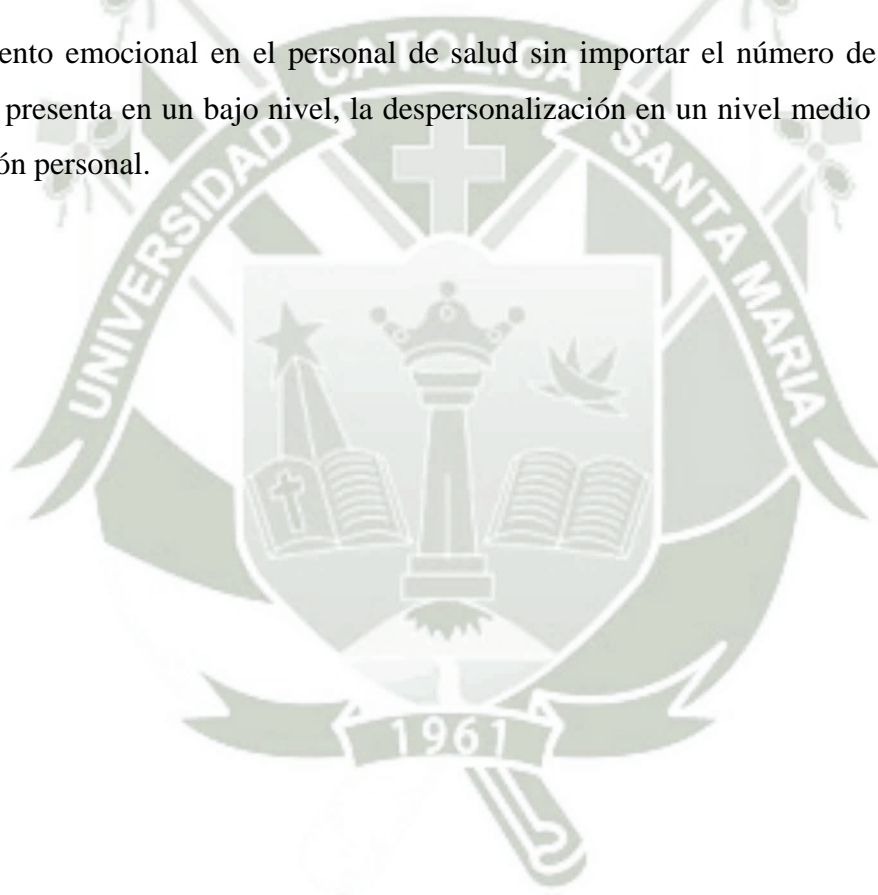 ento emocional en el personal de salud sin importar el número de
presenta en un bajo nivel, la despersonalización en un nivel medio
ón personal.
UNIVERSIDAD CATOLICA SANTA MARIA
1961